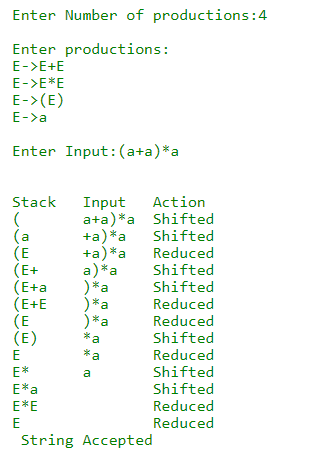 Enter Number of productions:4
Enter productions:
E->E+E
E->E*E
E->(E)
E->a
Enter Input:(a+a)*a
Stack Input Action
( a+a)*a Shifted
(a +a)*a Shifted
(E +a)*a Reduced
(E+ a)*a Shifted
(E+a )*a Shifted
(E+E )*a Reduced
(E )*a Reduced
(E) *a Shifted
E *a Reduced
E* a Shifted
E*a Shifted
E*E Reduced
E Reduced
String Accepted